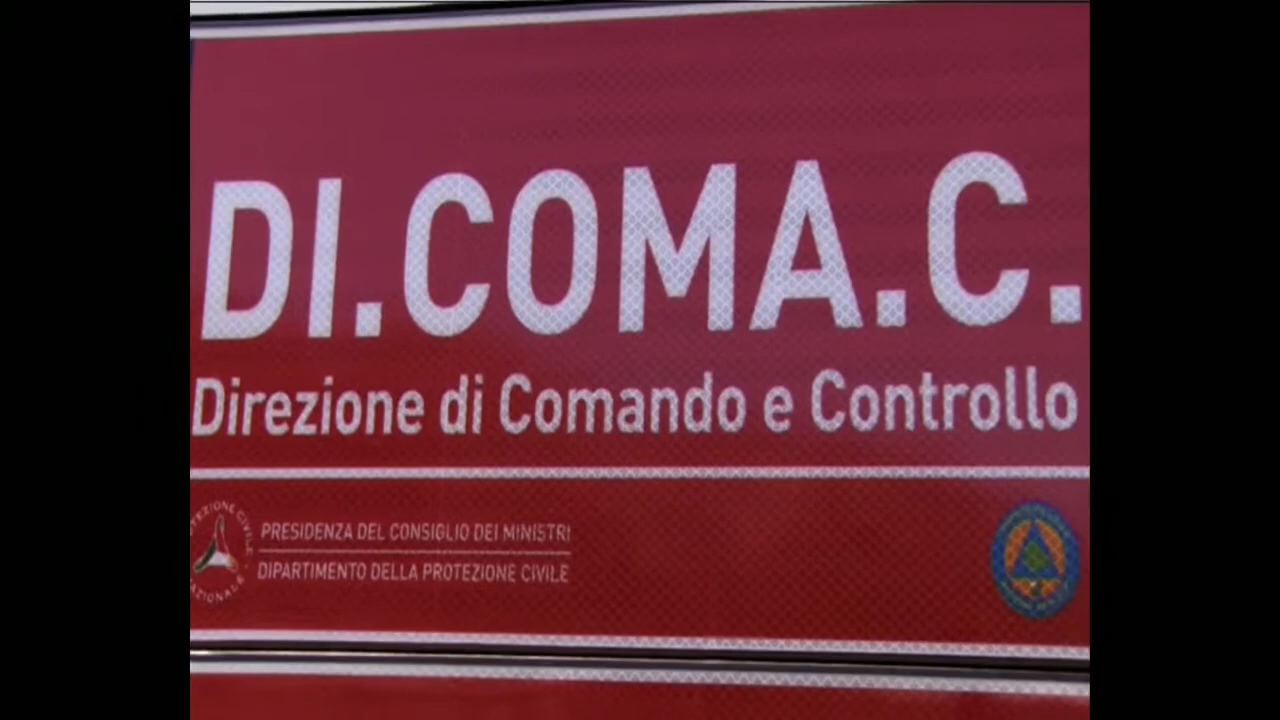 DI.COMA.C.
Direzione di Comando e Controllo
PRESIDENZA DEL CONSIGLIO DEI MINISTRI
DIPARTIMENTO DELLA PROTEZIONE CIVILE